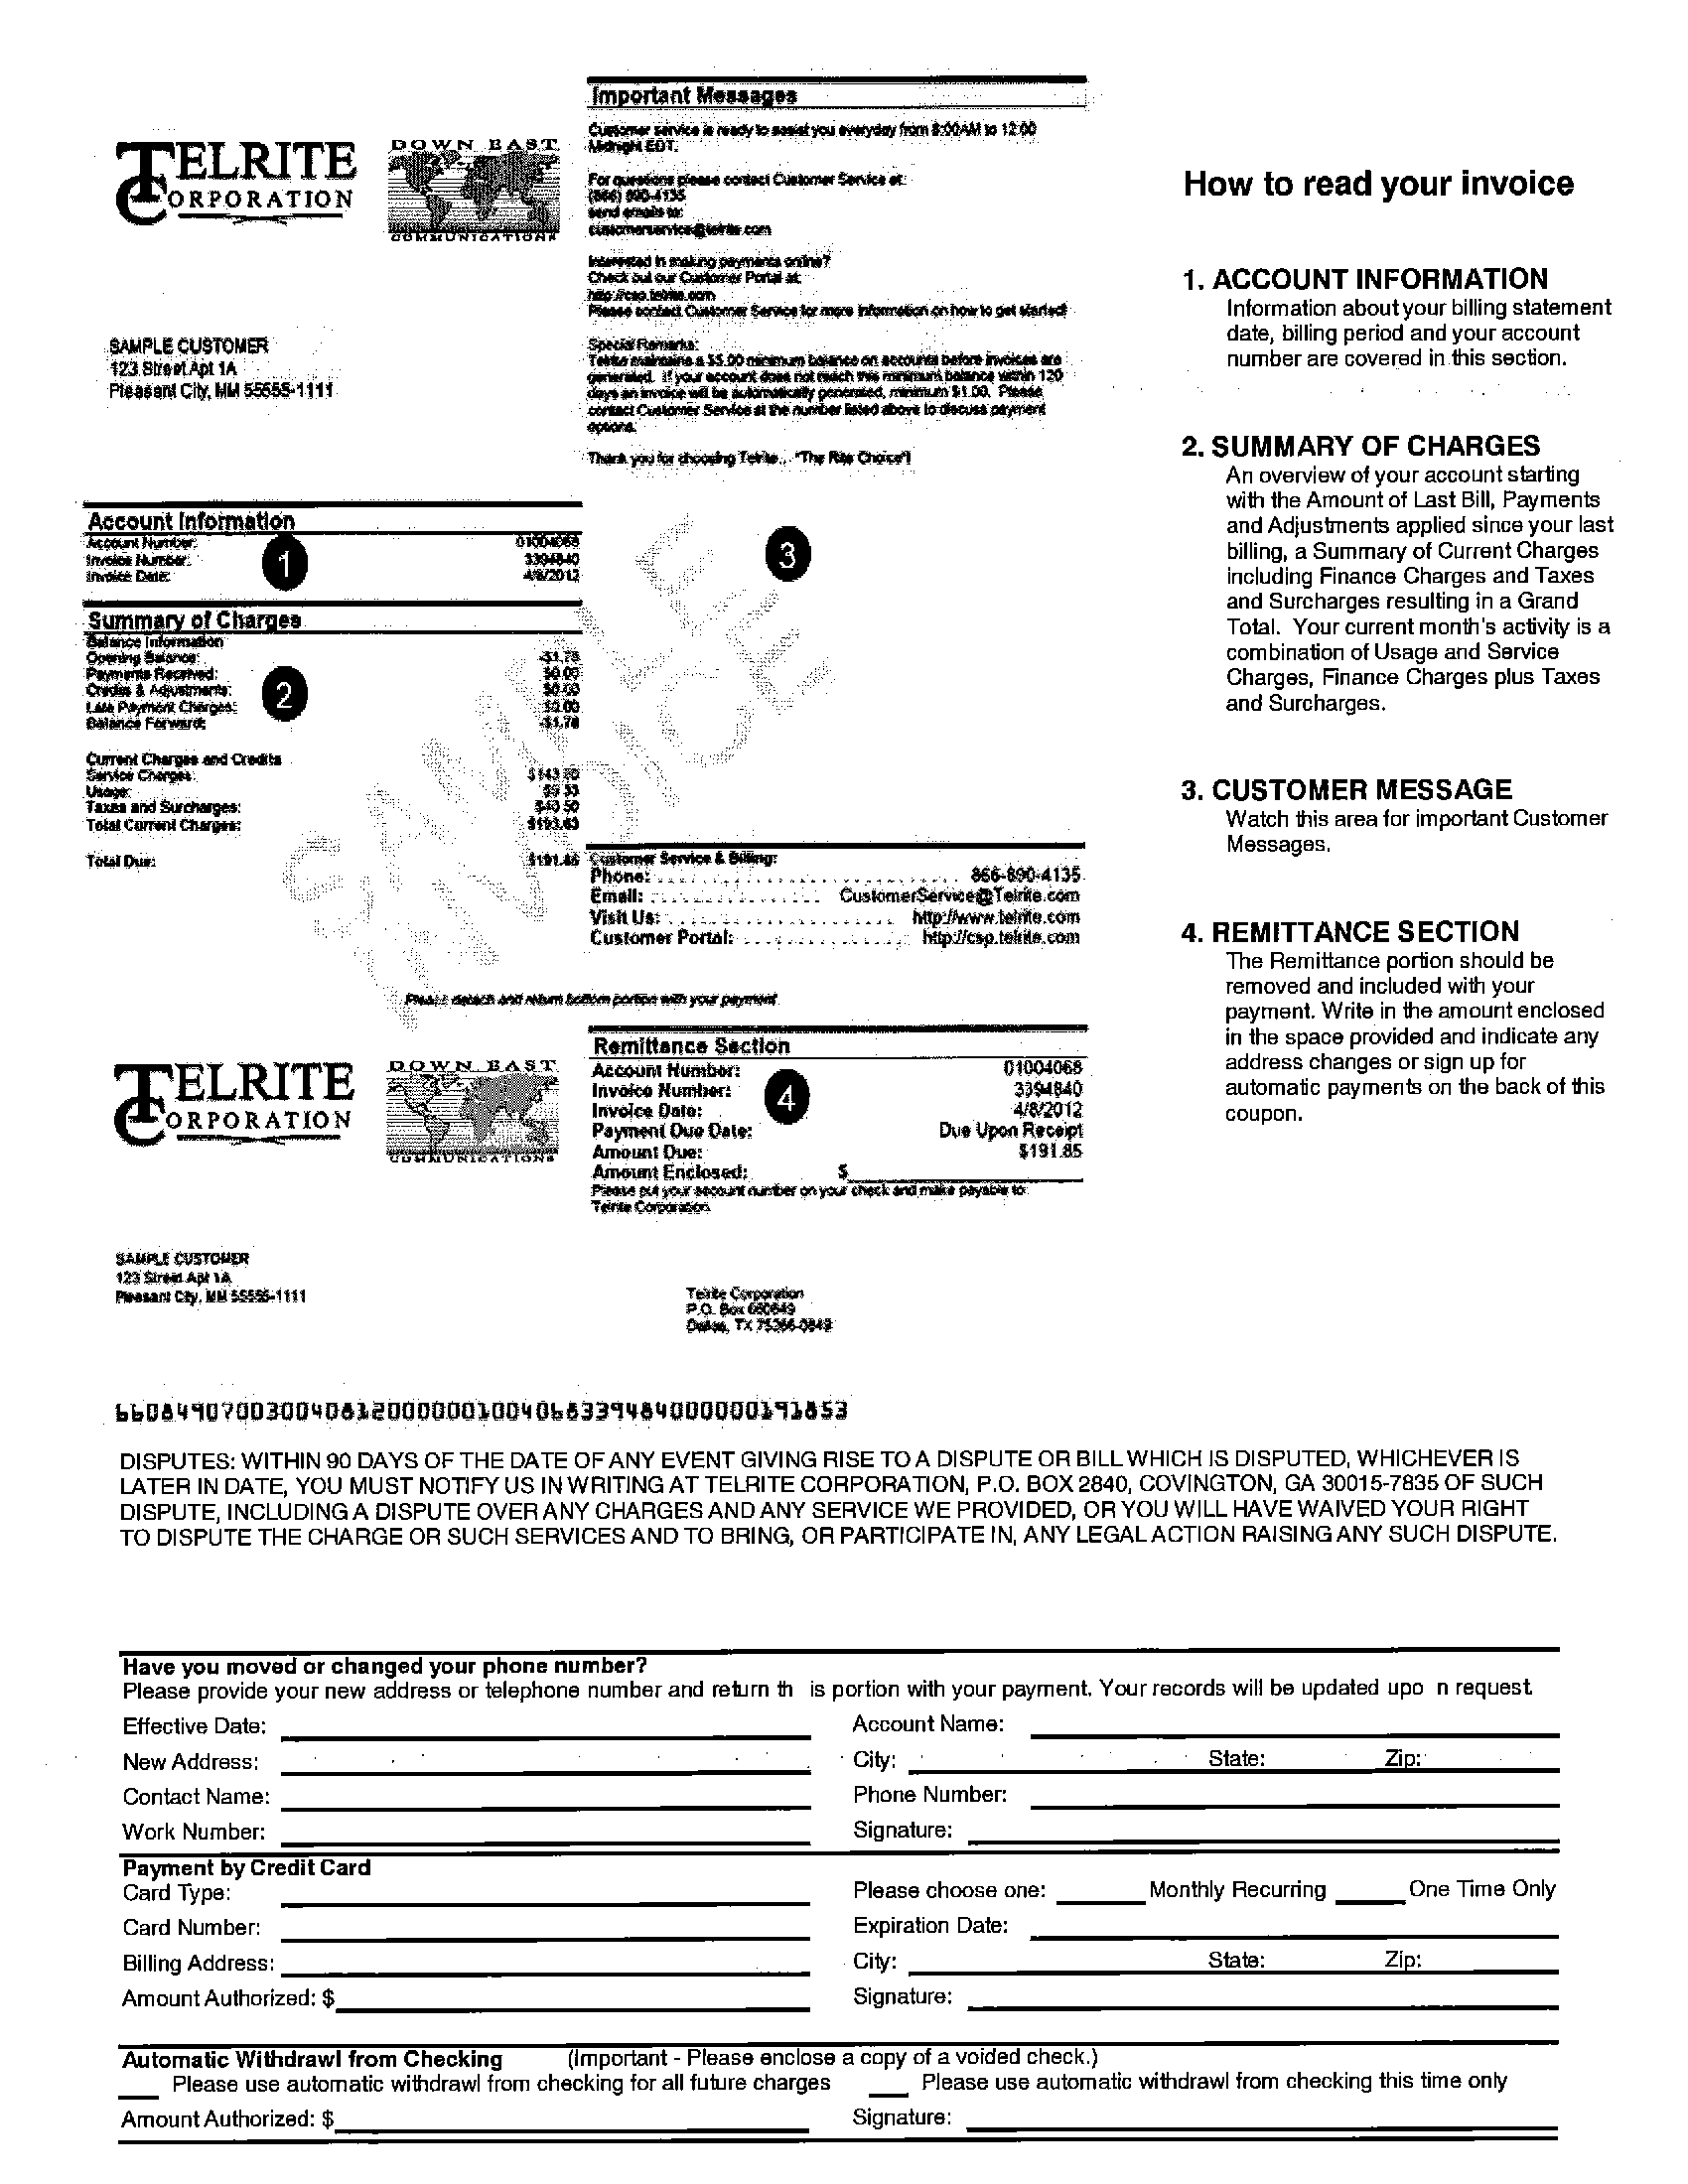 Important Messages
Customer service is ready to assist you everyday from 8:00AM to 12:00
Midnight EDT.
For questions please contact Customer Service at:
(866) 890-4135
send emails to:
customerservice@telrite.com
Interested in making payments online?
Check out our Customer Portal at:
http://csp.telrite.com
Please contact Customer Service for more information on how to get started!
Special Remarks:
Telrite maintains a $5.00 minimum balance on accounts before invoices are
generated. If your account does not reach this minimum balance within 120
days an invoice will be automatically generated, minimum $1.00. Please
contact Customer Service at the number listed above to discuss payment
options.
Thank you for choosing Telrite., "The Rite Choice"!
TELRITE
CORPORATION
DOWN EAST
COMMUNICATIONS
SAMPLE CUSTOMER
123 Street Apt 1A
Pleasant City, MM 55555-1111
Account Information
Account Number: 01004068
Invoice Number: 3394840
Invoice Date: 4/8/2012
1
Summary of Charges
Balance Information
Opening Balance: -$1.78
Payments Received: $0.00
Credits & Adjustments: $0.00
Late Payment Charges: $0.00
Balance Forward: -$1.78
2
Current Charges and Credits
Service Charges:
Usage:
Taxes and Surcharges: $40.50
Total Current Charges: $193.63
Total Due: $191.85
3
SAMPLE
INVOICE
Customer Service & Billing:
Phone: 866-890-4135
Email: CustomerService@Telrite.com
Visit Us: http://www.telrite.com
Customer Portal: http://csp.telrite.com
Please detach and return bottom portion with your payment
TELRITE
CORPORATION
DOWN EAST
COMMUNICATIONS
Remittance Section
Account Number: 01004068
Invoice Number: 3394840
Invoice Date: 4/8/2012
Payment Due Date: Due Upon Receipt
Amount Due: $191.85
Amount Enclosed: $
4
Please put your account number on your check and make payable to:
Telrite Corporation
SAMPLE CUSTOMER
123 Street Apt 1A
Pleasant City, MM 55555-1111
Telrite Corporation
P.O. Box 660849
Dallas, TX 75266-0849
How to read your invoice
1. ACCOUNT INFORMATION
Information about your billing statement
date, billing period and your account
number are covered in this section.
2. SUMMARY OF CHARGES
An overview of your account starting
with the Amount of Last Bill, Payments
and Adjustments applied since your last
billing, a Summary of Current Charges
including Finance Charges and Taxes
and Surcharges resulting in a Grand
Total. Your current month's activity is a
combination of Usage and Service
Charges, Finance Charges plus Taxes
and Surcharges.
3. CUSTOMER MESSAGE
Watch this area for important Customer
Messages.
4. REMITTANCE SECTION
The Remittance portion should be
removed and included with your
payment. Write in the amount enclosed
in the space provided and indicate any
address changes or sign up for
automatic payments on the back of this
coupon.
DISPUTES: WITHIN 90 DAYS OF THE DATE OF ANY EVENT GIVING RISE TO A DISPUTE OR BILL WHICH IS DISPUTED, WHICHEVER IS
LATER IN DATE, YOU MUST NOTIFY US IN WRITING AT TELRITE CORPORATION, P.O. BOX 2840, COVINGTON, GA 30015-7835 OF SUCH
DISPUTE, INCLUDING A DISPUTE OVER ANY CHARGES AND ANY SERVICE WE PROVIDED, OR YOU WILL HAVE WAIVED YOUR RIGHT
TO DISPUTE THE CHARGE OR SUCH SERVICES AND TO BRING, OR PARTICIPATE IN, ANY LEGAL ACTION RAISING ANY SUCH DISPUTE.
Have you moved or changed your phone number?
Please provide your new address or telephone number and return th is portion with your payment. Your records will be updated upo n request.
Effective Date: Account Name:
New Address: City: State: Zip:
Contact Name: Phone Number:
Work Number: Signature:
Payment by Credit Card
Card Type: Please choose one: Monthly Recurring One Time Only
Card Number: Expiration Date:
Billing Address: City: State: Zip:
Amount Authorized: $ Signature:
Automatic Withdrawl from Checking (Important - Please enclose a copy of a voided check.)
Please use automatic withdrawl from checking for all future charges Please use automatic withdrawl from checking this time only
Amount Authorized: $ Signature: